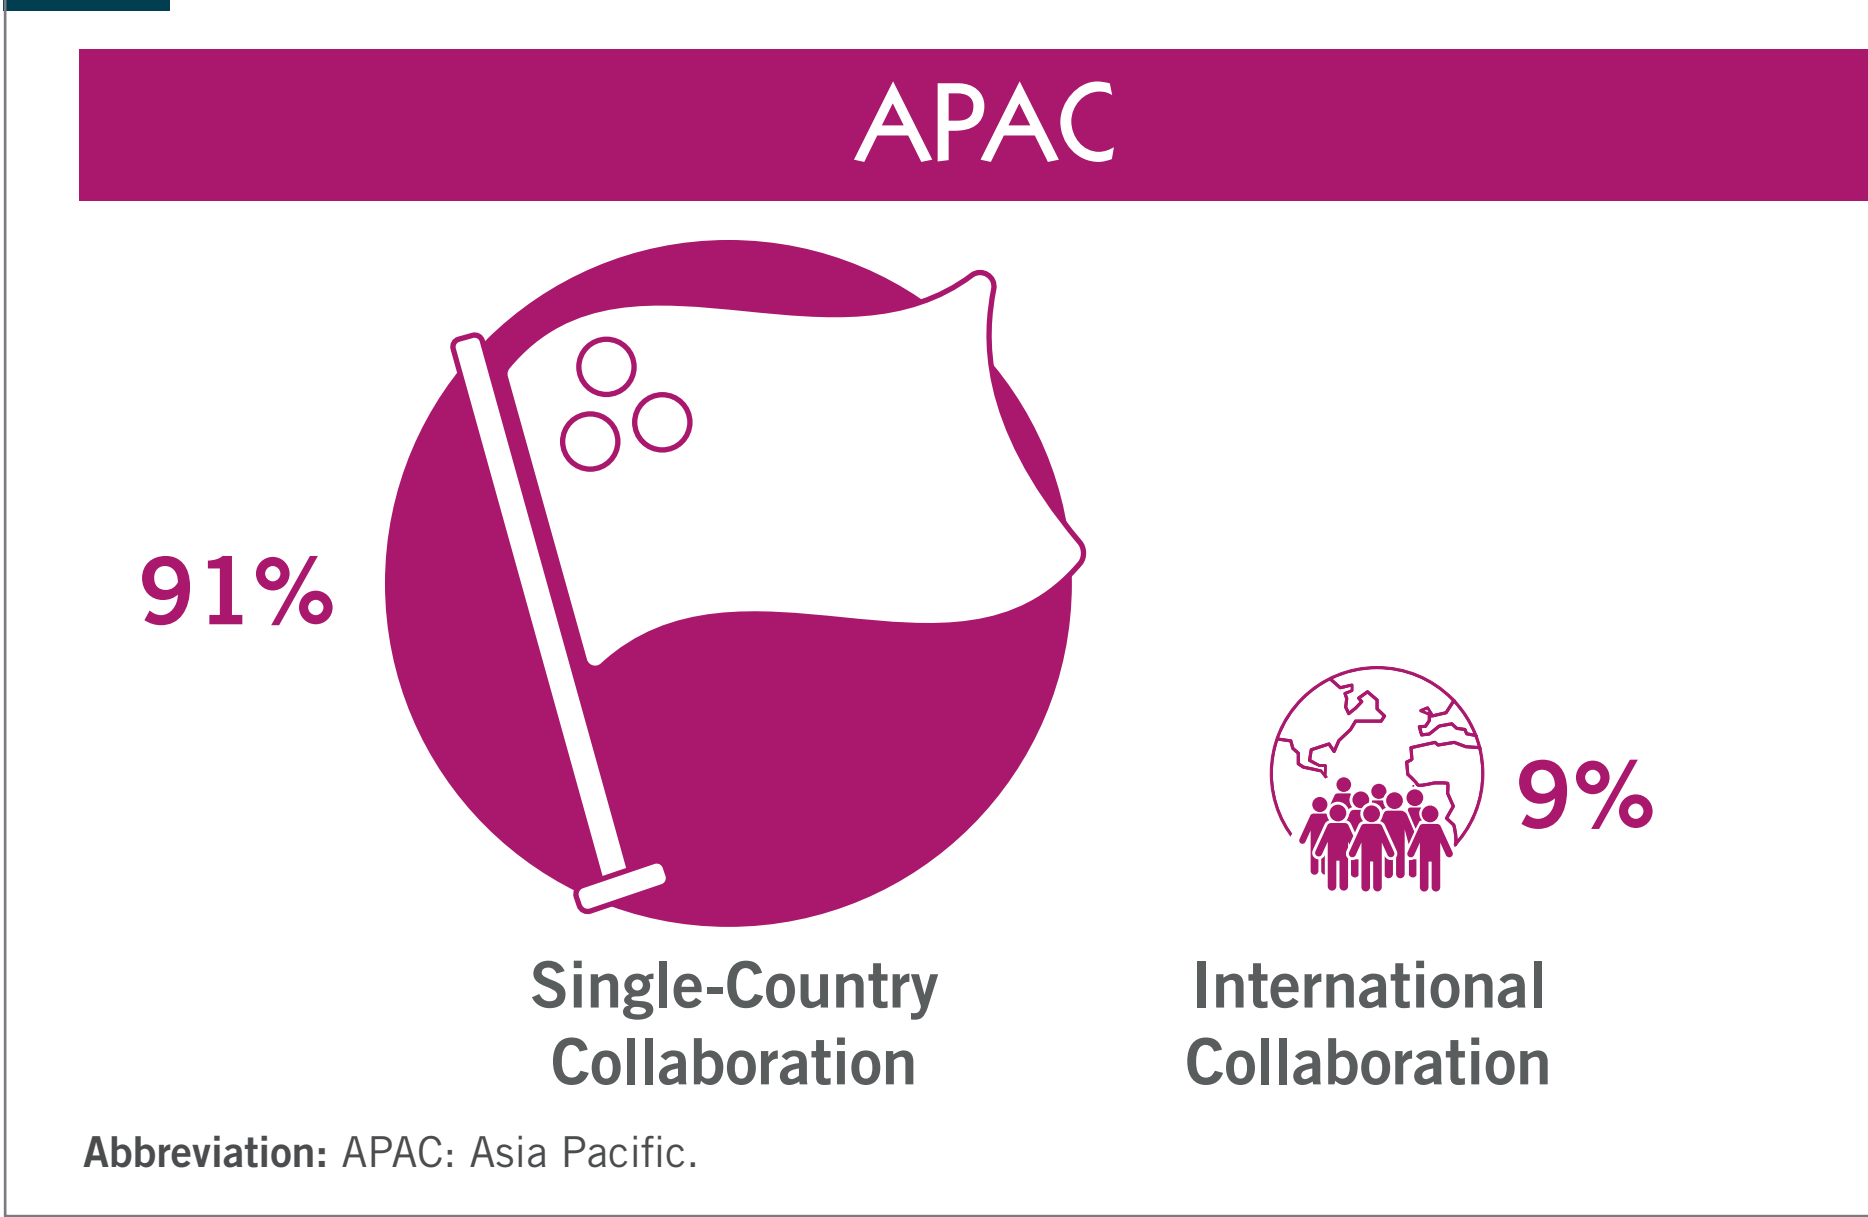 APAC
91%
9%
Single-Country
Collaboration
International
Collaboration
Abbreviation: APAC: Asia Pacific.